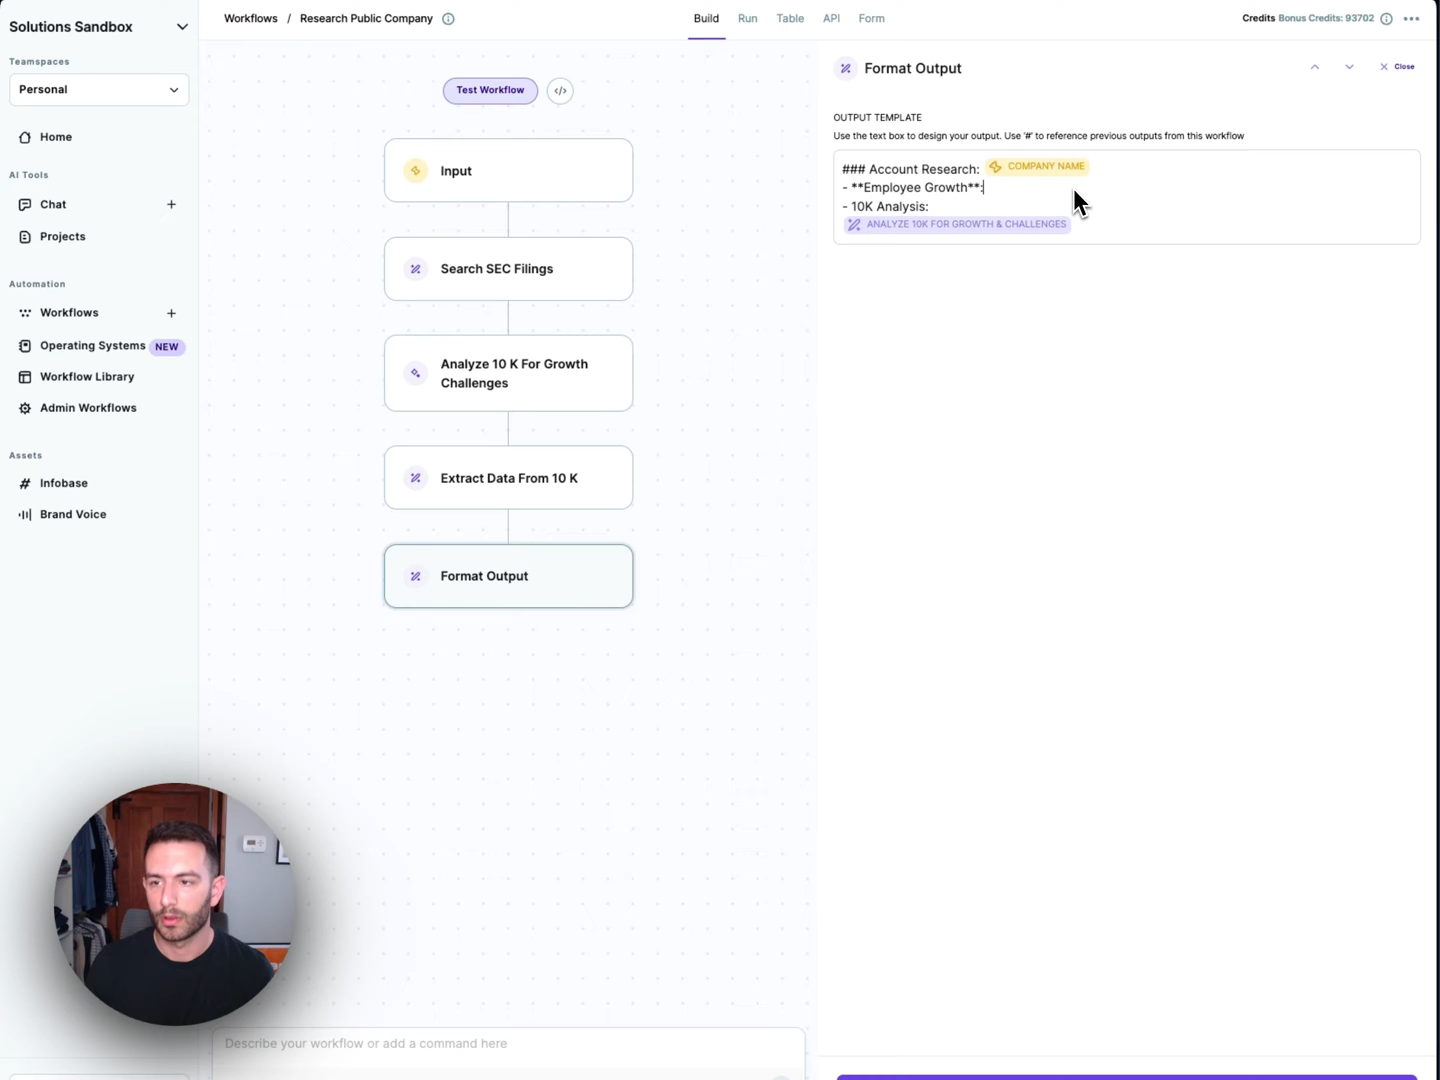 Solutions Sandbox
Teamspaces
Personal
Home
AI Tools
Chat
Projects
Automation
Workflows
Operating Systems NEW
Workflow Library
Admin Workflows
Assets
Infobase
Brand Voice
Workflows / Research Public Company
Build Run Table API Form
Credits Bonus Credits: 93702
Test Workflow
Input
Search SEC Filings
Analyze 10 K For Growth
Challenges
Extract Data From 10 K
Format Output
Describe your workflow or add a command here
Format Output
Close
OUTPUT TEMPLATE
Use the text box to design your output. Use '#' to reference previous outputs from this workflow
### Account Research: COMPANY NAME
- **Employee Growth**:
- 10K Analysis:
ANALYZE 10K FOR GROWTH & CHALLENGES